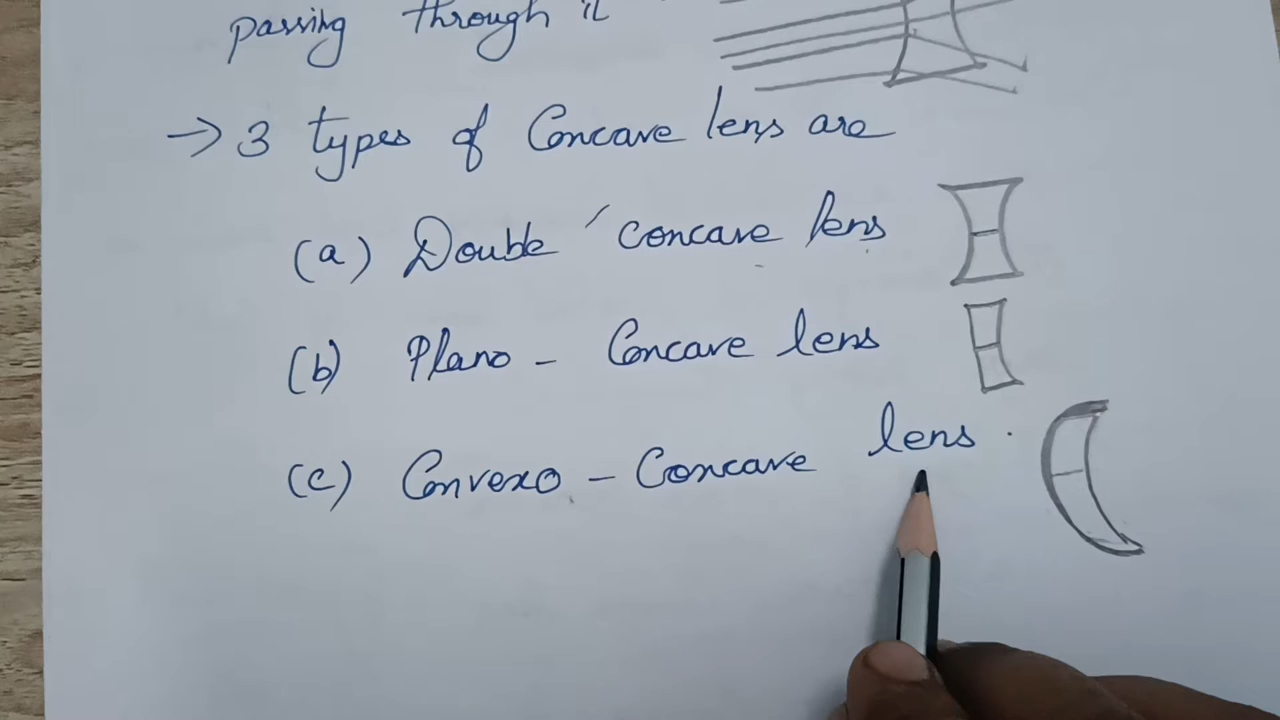 passing through it
→ 3 types of Concave lens are
(a) Double concave lens
(b) Plano - Concave lens
(c) Convexo - Concave lens.